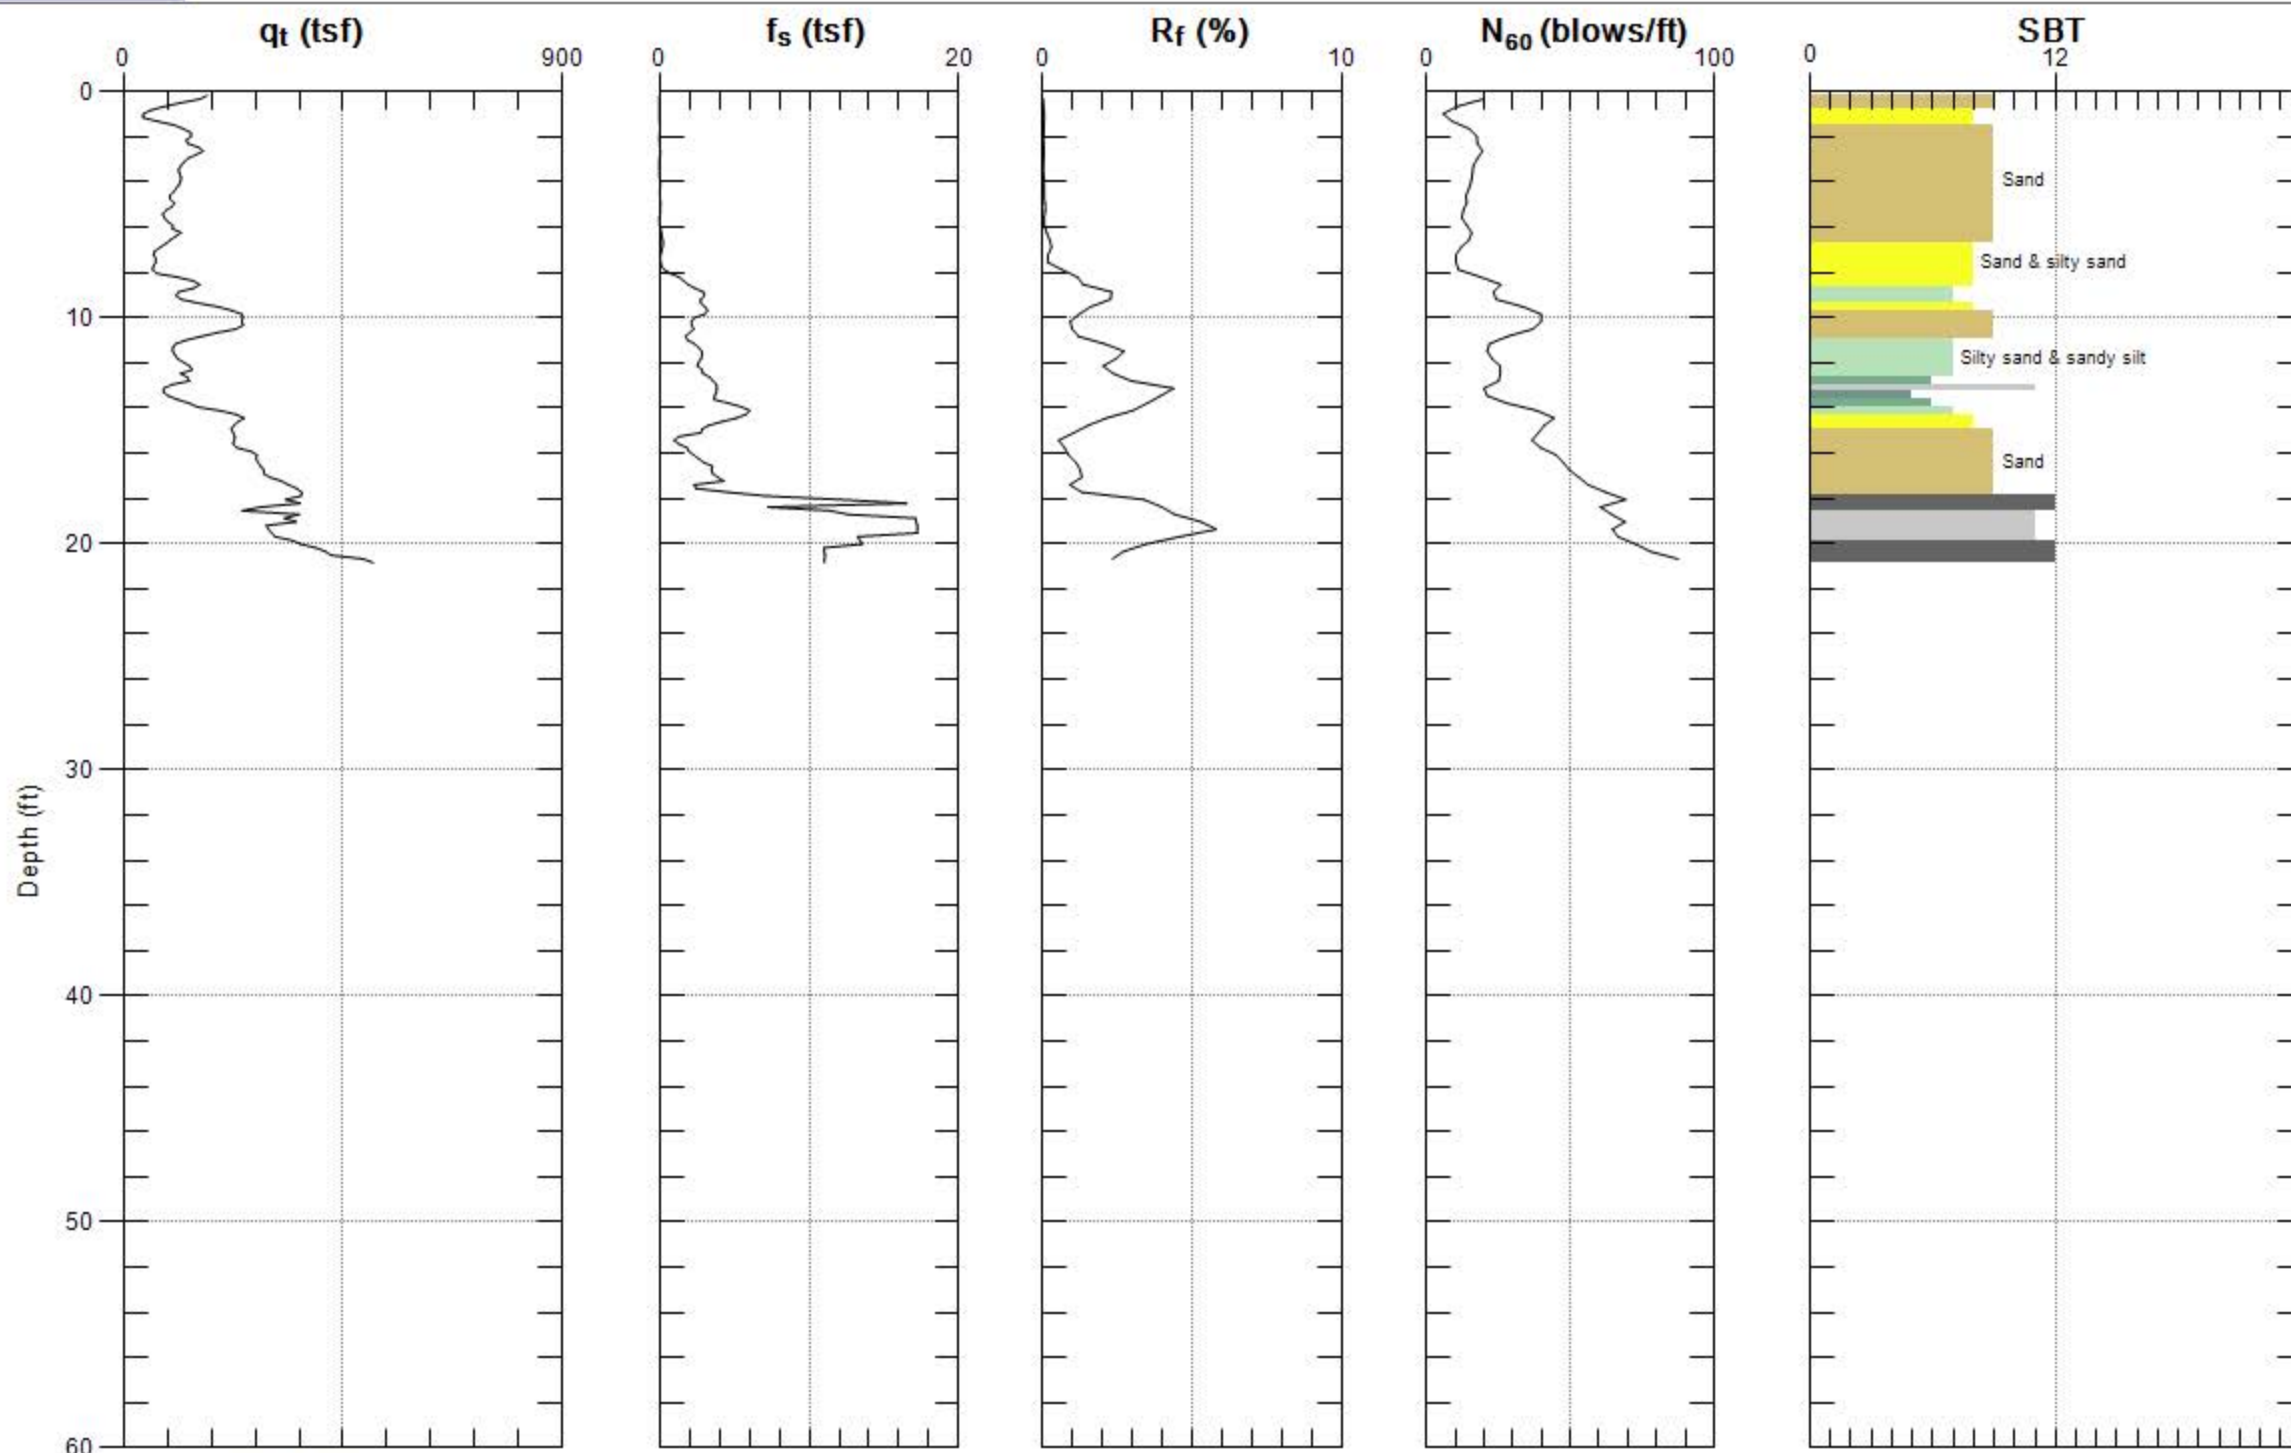 qt (tsf) fs (tsf) Rf (%) N60 (blows/ft) SBT
0 900 0 20 0 10 0 100 0 12
0
Sand
Sand & silty sand
10
Silty sand & sandy silt
Sand
20
30
Depth (ft)
40
50
60